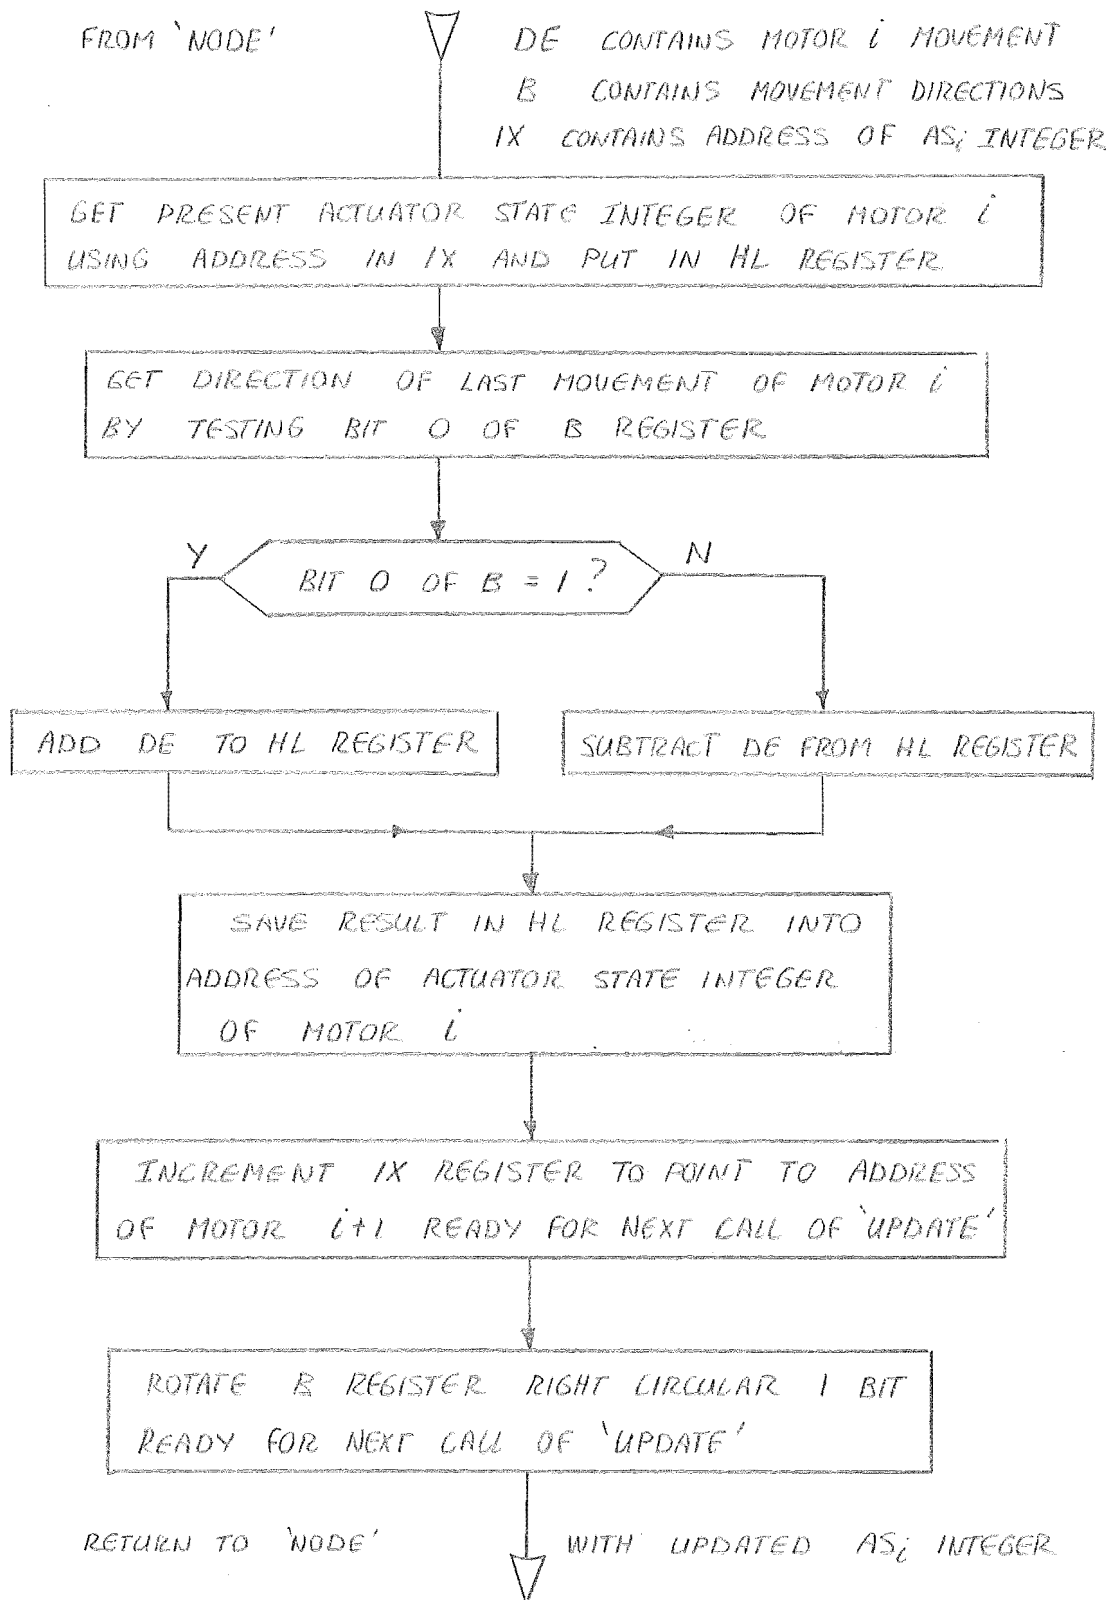 FROM 'NODE'
DE CONTAINS MOTOR i MOVEMENT
B CONTAINS MOVEMENT DIRECTIONS
IX CONTAINS ADDRESS OF ASi INTEGER
GET PRESENT ACTUATOR STATE INTEGER OF MOTOR i
USING ADDRESS IN IX AND PUT IN HL REGISTER
GET DIRECTION OF LAST MOVEMENT OF MOTOR i
BY TESTING BIT 0 OF B REGISTER
Y
BIT 0 OF B = 1 ?
N
ADD DE TO HL REGISTER
SUBTRACT DE FROM HL REGISTER
SAVE RESULT IN HL REGISTER INTO
ADDRESS OF ACTUATOR STATE INTEGER
OF MOTOR i
INCREMENT IX REGISTER TO POINT TO ADDRESS
OF MOTOR i+1 READY FOR NEXT CALL OF 'UPDATE'
ROTATE B REGISTER RIGHT CIRCULAR 1 BIT
READY FOR NEXT CALL OF 'UPDATE'
RETURN TO 'NODE'
WITH UPDATED ASi INTEGER